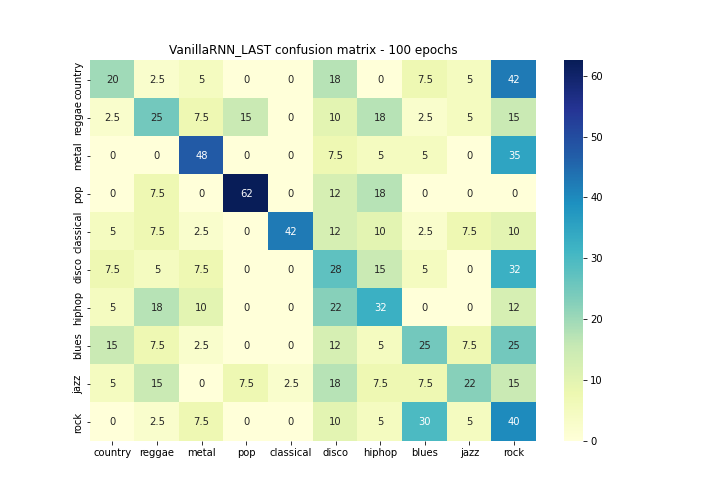 VanillaRNN_LAST confusion matrix - 100 epochs
country 20 2.5 5 0 0 18 0 7.5 5 42
reggae 2.5 25 7.5 15 0 10 18 2.5 5 15
metal 0 0 48 0 0 7.5 5 5 0 35
pop 0 7.5 0 62 0 12 18 0 0 0
classical 5 7.5 2.5 0 42 12 10 2.5 7.5 10
disco 7.5 5 7.5 0 0 28 15 5 0 32
hiphop 5 18 10 0 0 22 32 0 0 12
blues 15 7.5 2.5 0 0 12 5 25 7.5 25
jazz 5 15 0 7.5 2.5 18 7.5 7.5 22 15
rock 0 2.5 7.5 0 0 10 5 30 5 40
country reggae metal pop classical disco hiphop blues jazz rock
60
50
40
30
20
10
0